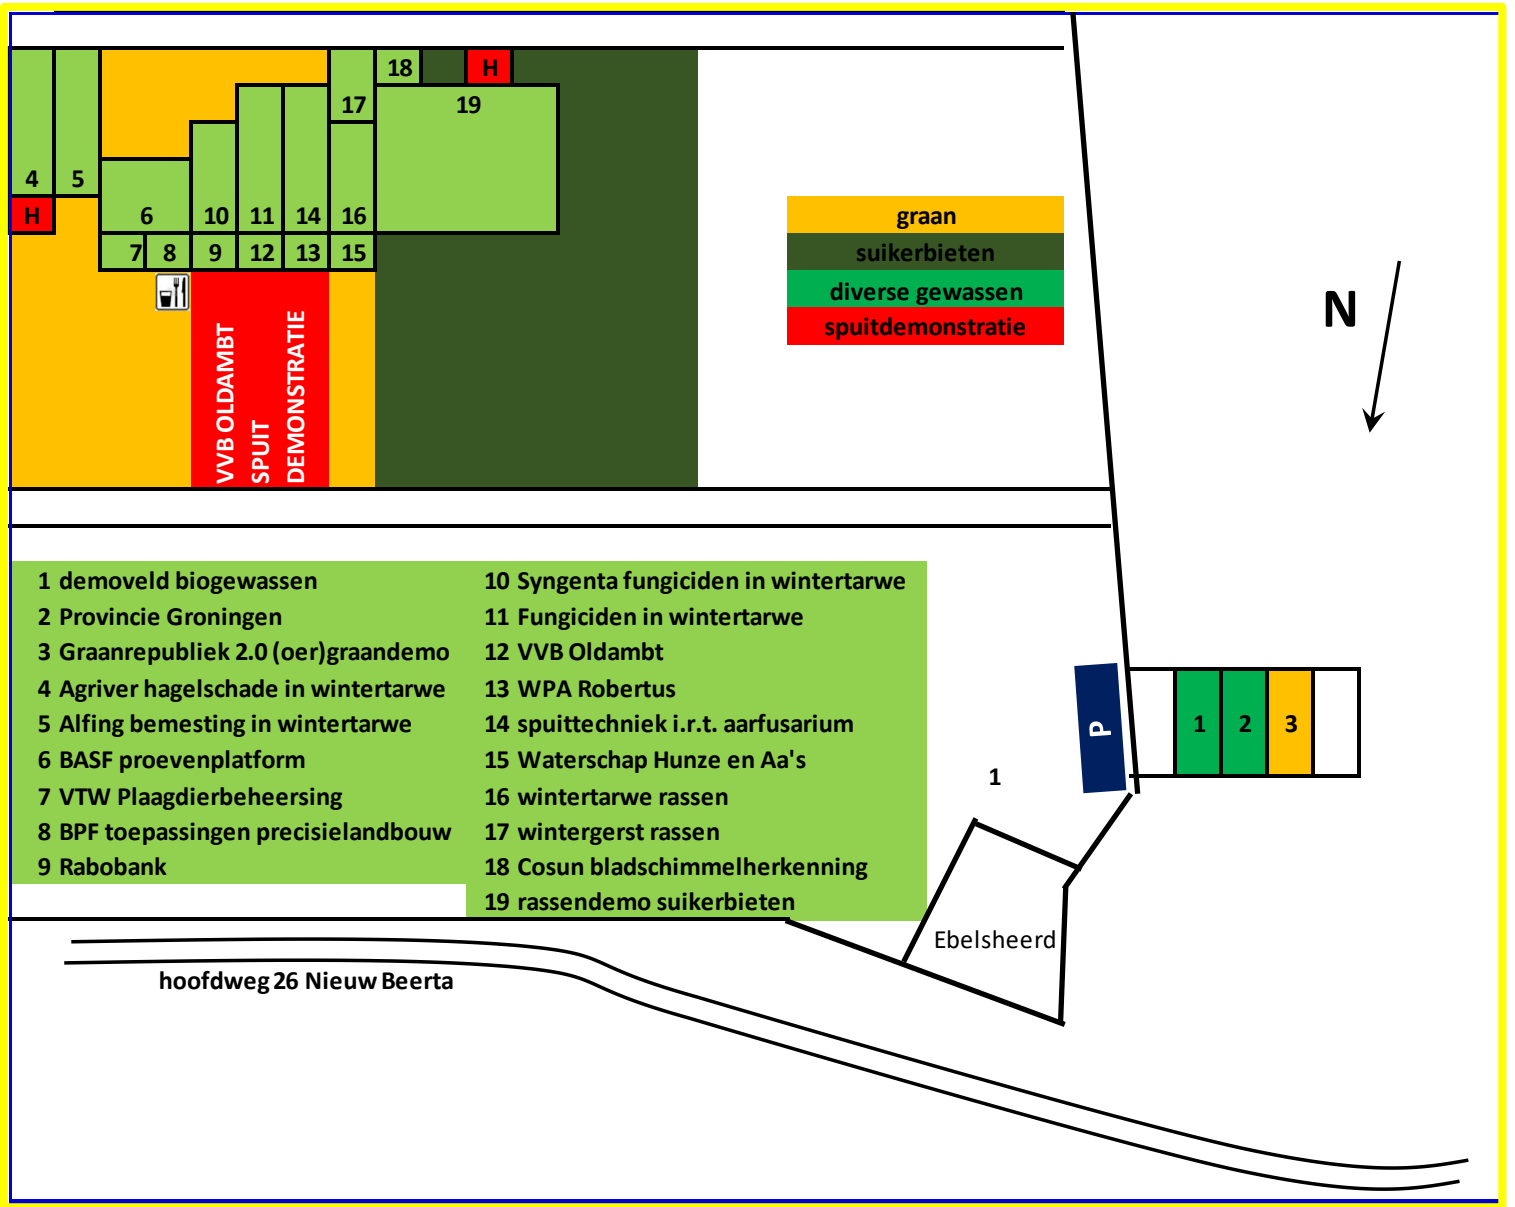 18
H
17
19
4
5
H
6
10
11
14
16
7
8
9
12
13
15
VVB OLDAMBT
SPUIT
DEMONSTRATIE
graan
suikerbieten
diverse gewassen
spuitdemonstratie
N
1 demoveld biogewassen
2 Provincie Groningen
3 Graanrepubliek 2.0 (oer)graandemo
4 Agriver hagelschade in wintertarwe
5 Alfing bemesting in wintertarwe
6 BASF proevenplatform
7 VTW Plaagdierbeheersing
8 BPF toepassingen precisielandbouw
9 Rabobank
10 Syngenta fungiciden in wintertarwe
11 Fungiciden in wintertarwe
12 VVB Oldambt
13 WPA Robertus
14 spuittechniek i.r.t. aarfusarium
15 Waterschap Hunze en Aa's
16 wintertarwe rassen
17 wintergerst rassen
18 Cosun bladschimmelherkenning
19 rassendemo suikerbieten
P
1
2
3
1
Ebelsheerd
hoofdweg 26 Nieuw Beerta